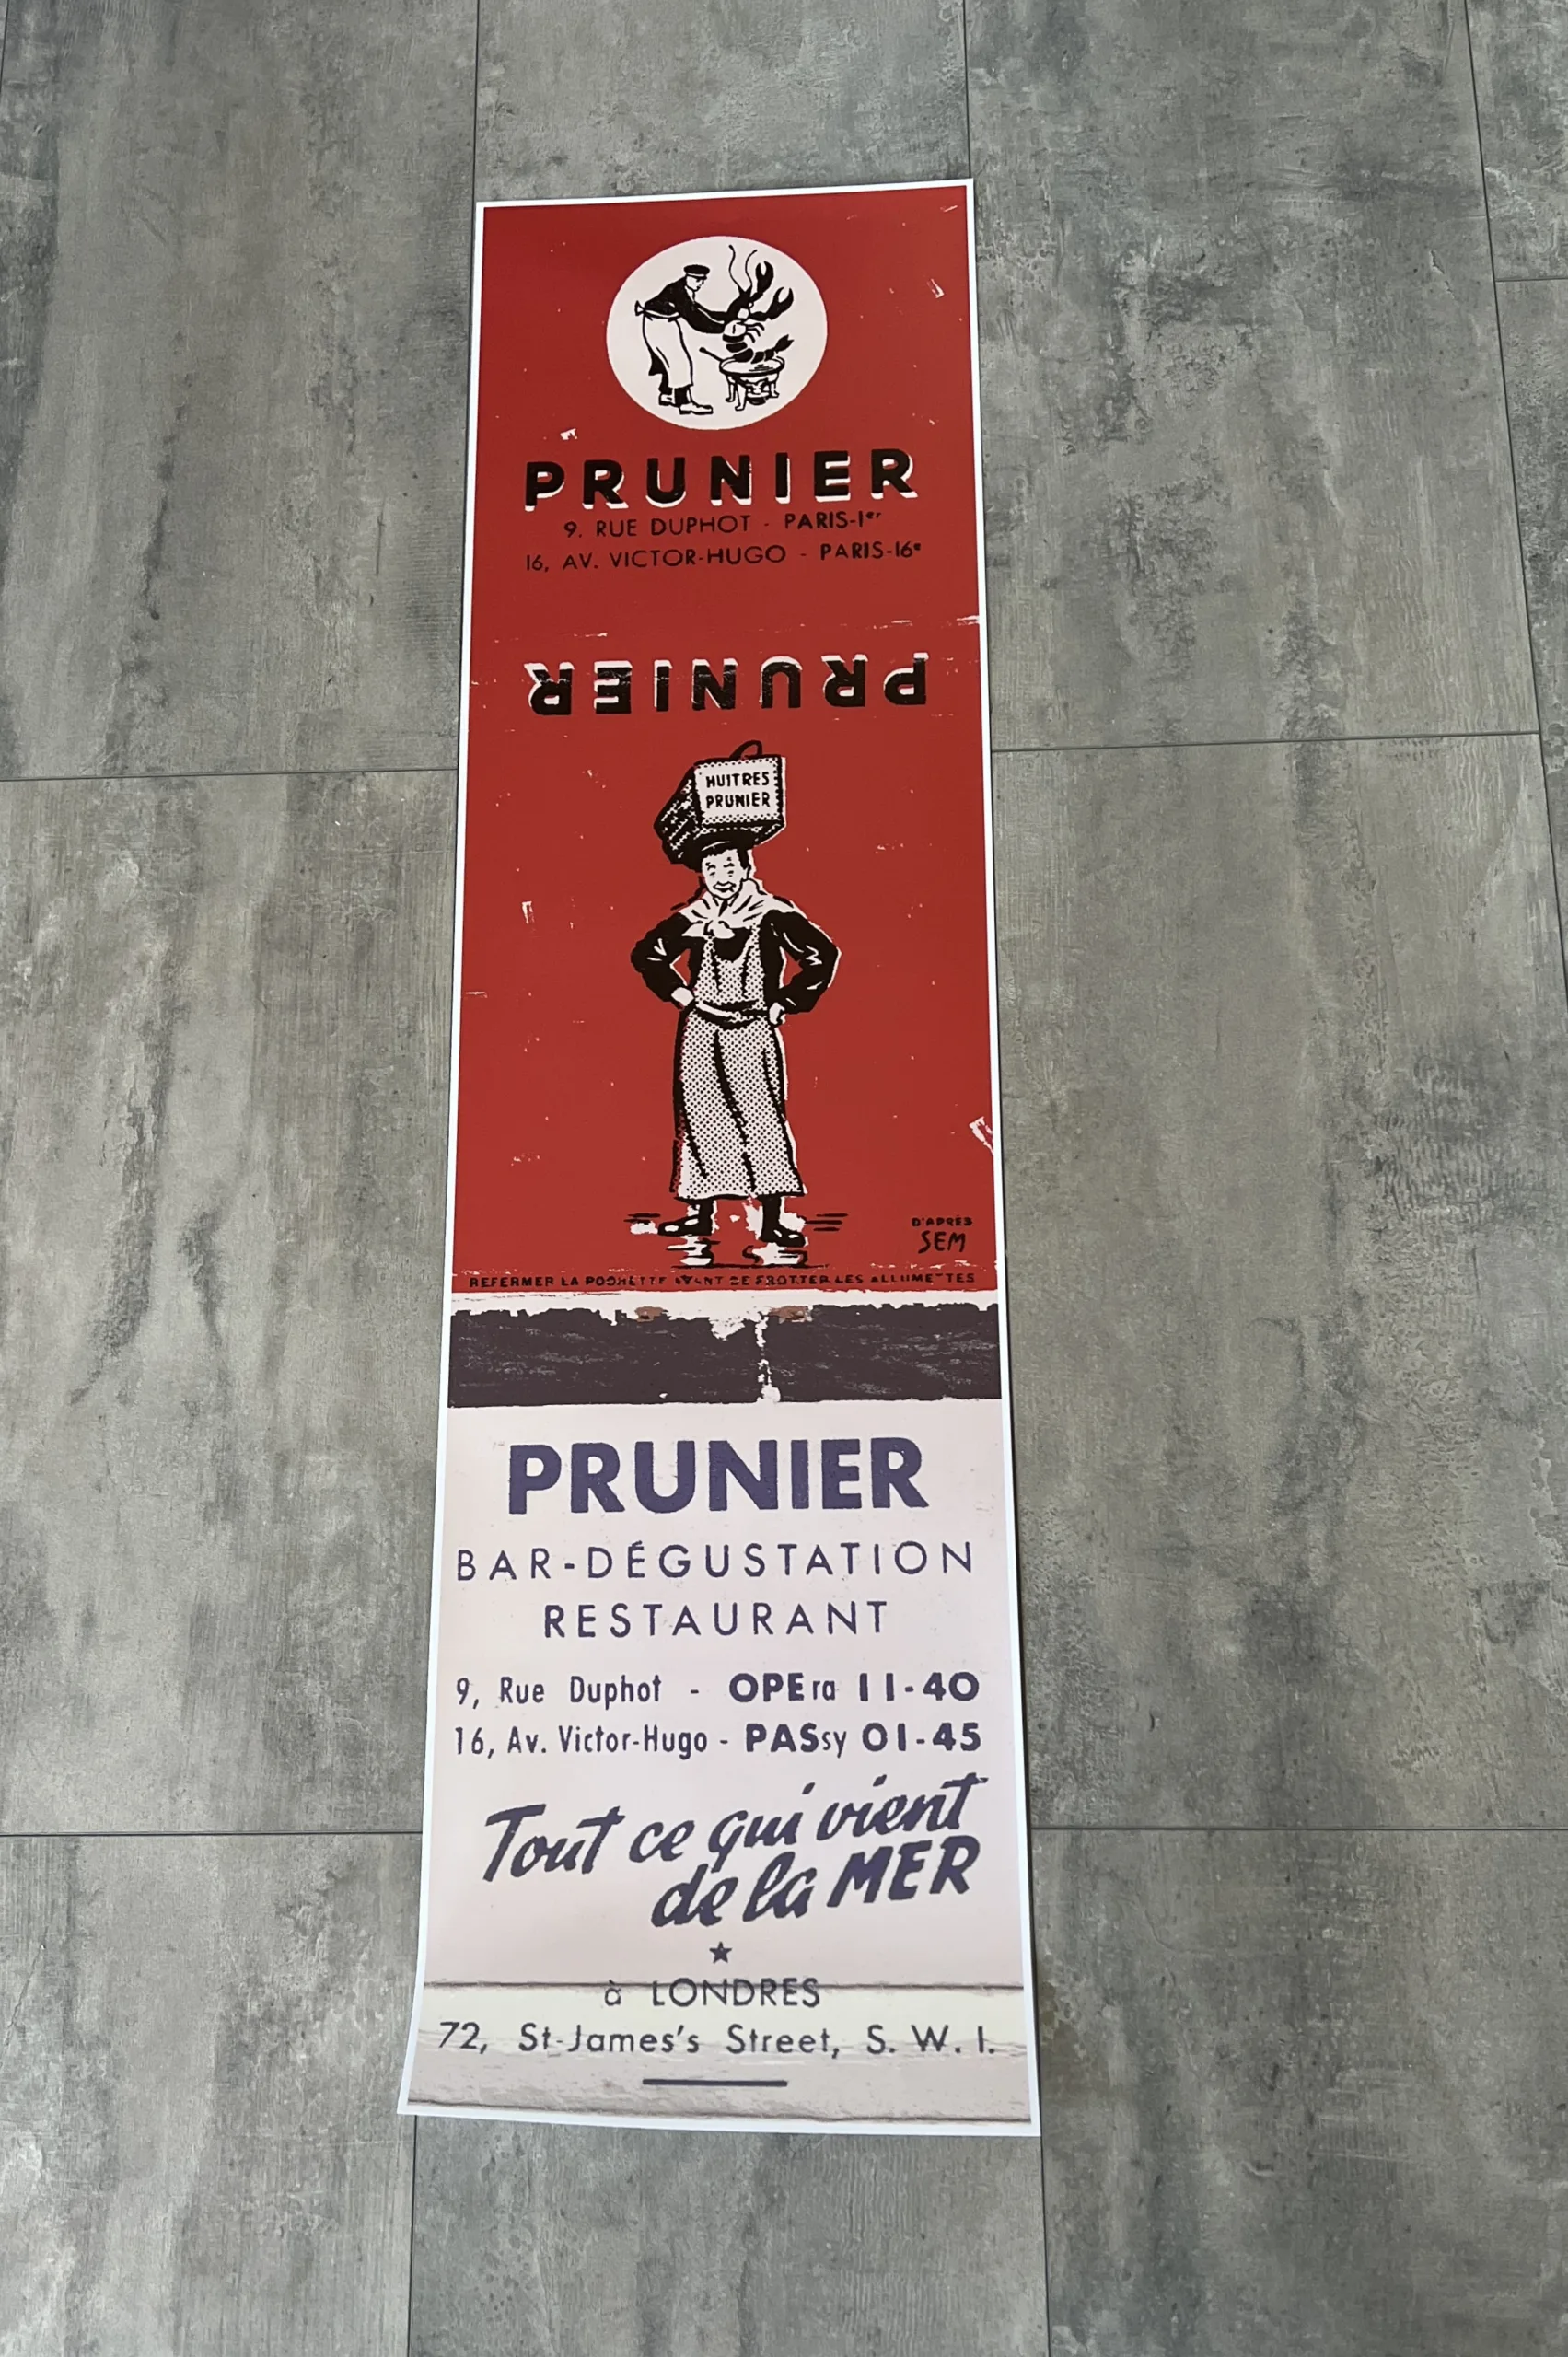 PRUNIER
9. RUE DUPHOT - PARIS-1er
16, AV. VICTOR-HUGO - PARIS-16e
PRUNIER
HUITRES
PRUNIER
D'APRÈS
SEM
REFERMER LA POCHETTE AVANT DE FROTTER LES ALLUMETTES
PRUNIER
BAR-DÉGUSTATION
RESTAURANT
9, Rue Duphot - OPEra 11-40
16, Av. Victor-Hugo - PASsy 01-45
Tout ce qui vient
de la MER
à LONDRES
72, St-James's Street, S. W. 1.